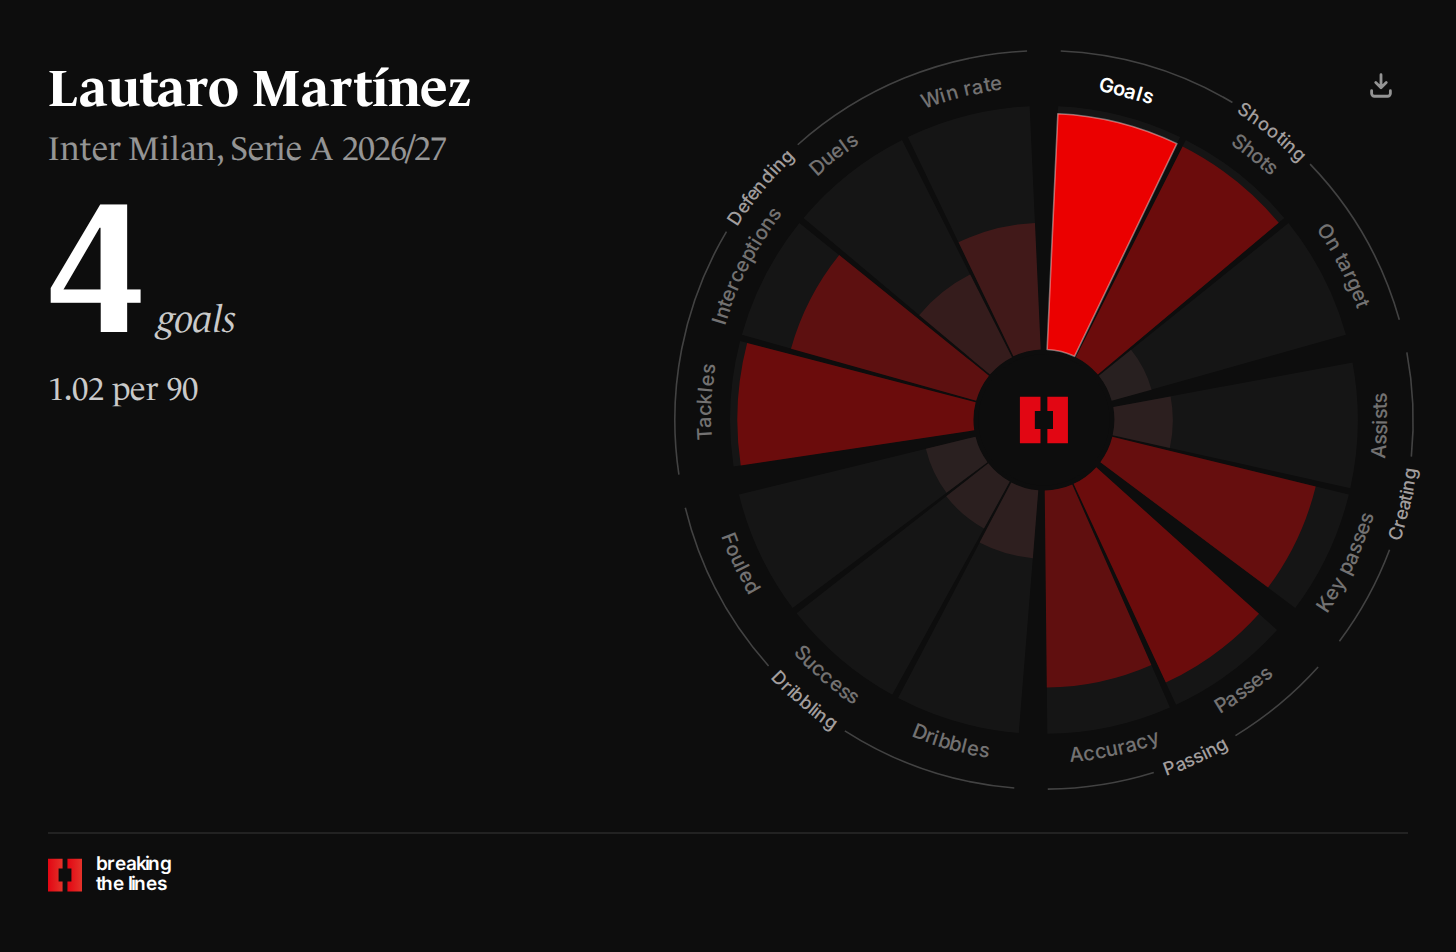 Lautaro Martínez
Inter Milan, Serie A 2026/27
4 goals
1.02 per 90
Goals
Shooting
Shots
On target
Assists
Creating
Key passes
Passes
Passing
Accuracy
Dribbles
Dribbling
Success
Fouled
Tackles
Interceptions
Defending
Duels
Win rate
breaking
the lines